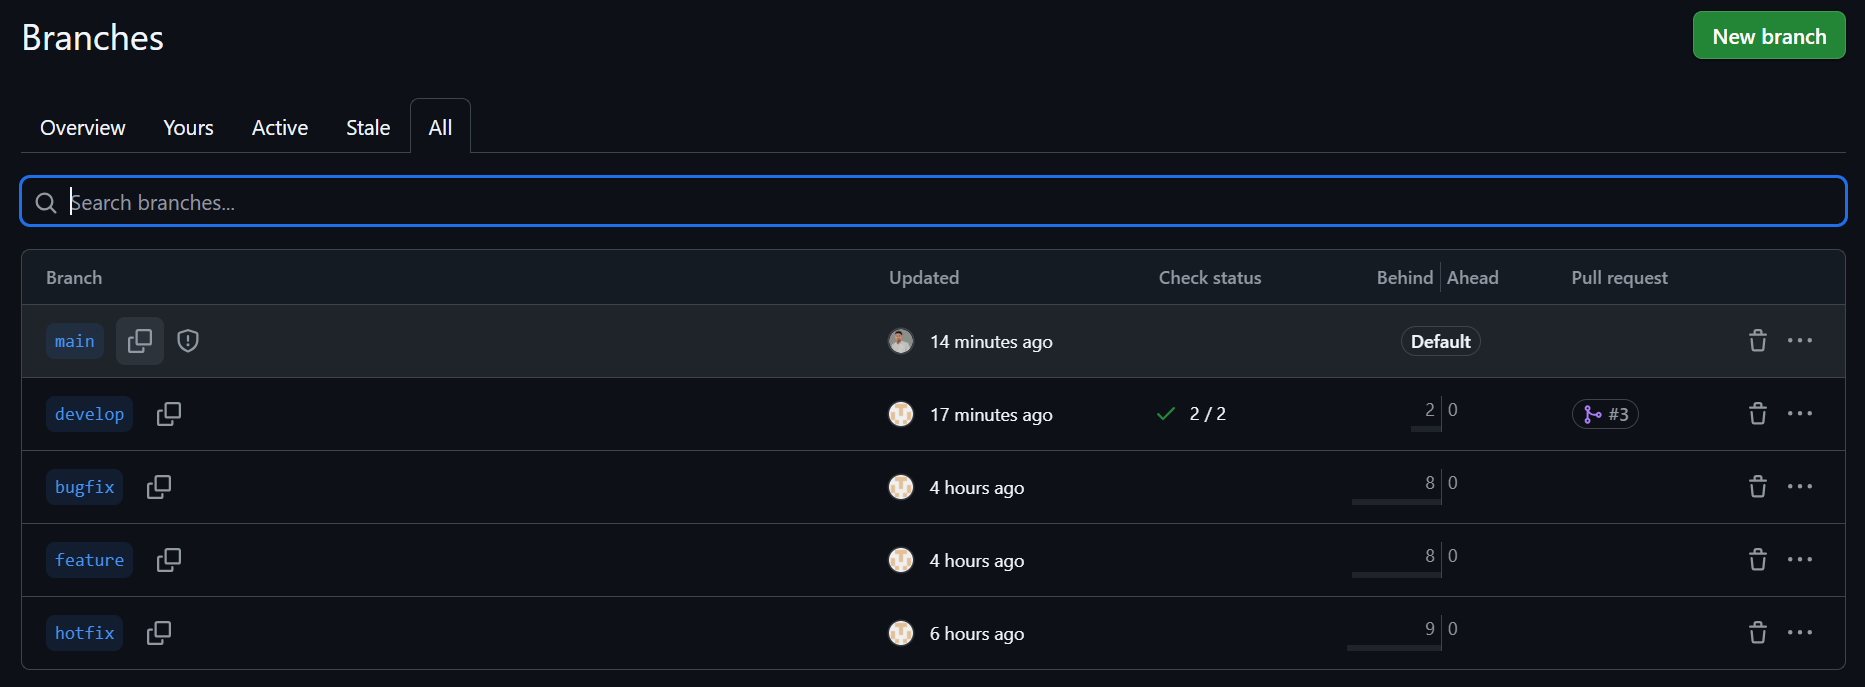 Branches
New branch
Overview Yours Active Stale All
Search branches...
Branch Updated Check status Behind Ahead Pull request
main 14 minutes ago Default
develop 17 minutes ago 2 / 2 2 0 #3
bugfix 4 hours ago 8 0
feature 4 hours ago 8 0
hotfix 6 hours ago 9 0